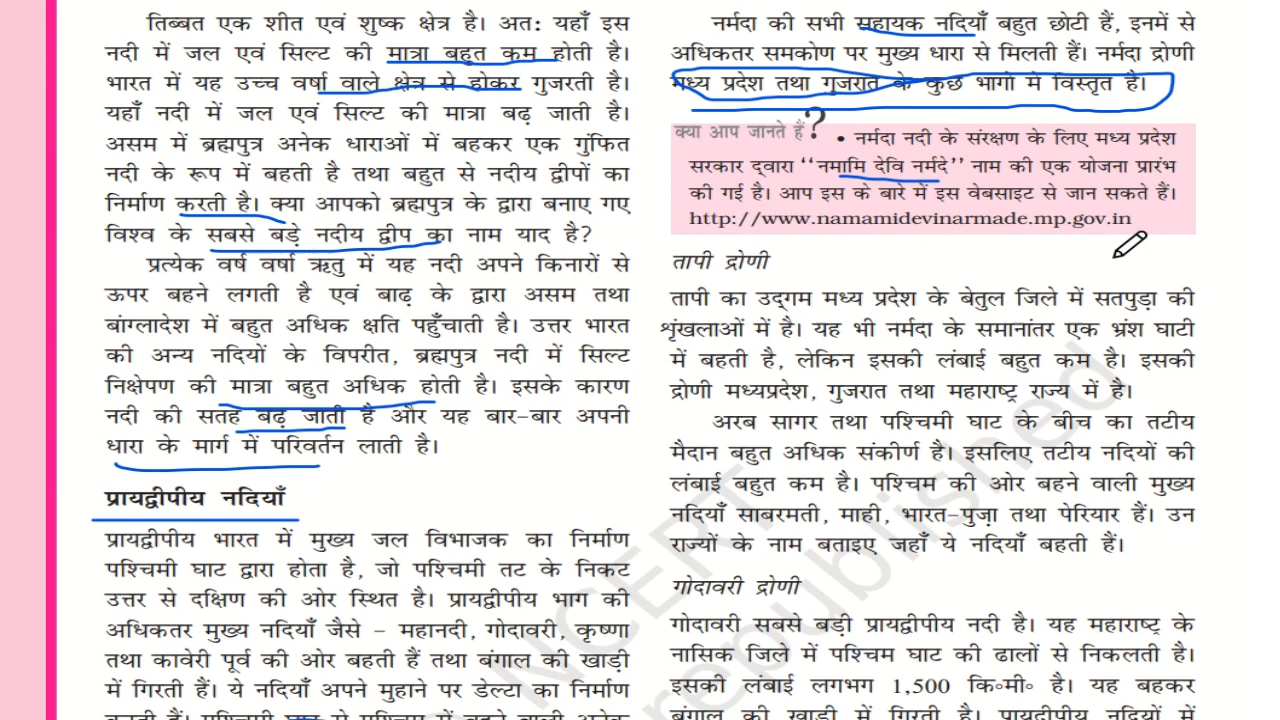 तिब्बत एक शीत एवं शुष्क क्षेत्र है। अतः यहाँ इस
नदी में जल एवं सिल्ट की मात्रा बहुत कम होती है।
भारत में यह उच्च वर्षा वाले क्षेत्र से होकर गुजरती है।
यहाँ नदी में जल एवं सिल्ट की मात्रा बढ़ जाती है।
असम में ब्रह्मपुत्र अनेक धाराओं में बहकर एक गुंफित
नदी के रूप में बहती है तथा बहुत से नदीय द्वीपों का
निर्माण करती है। क्या आपको ब्रह्मपुत्र के द्वारा बनाए गए
विश्व के सबसे बड़े नदीय द्वीप का नाम याद है?
प्रत्येक वर्ष वर्षा ऋतु में यह नदी अपने किनारों से
ऊपर बहने लगती है एवं बाढ़ के द्वारा असम तथा
बांग्लादेश में बहुत अधिक क्षति पहुँचाती है। उत्तर भारत
की अन्य नदियों के विपरीत, ब्रह्मपुत्र नदी में सिल्ट
निक्षेपण की मात्रा बहुत अधिक होती है। इसके कारण
नदी की सतह बढ़ जाती है और यह बार-बार अपनी
धारा के मार्ग में परिवर्तन लाती है।
प्रायद्वीपीय नदियाँ
प्रायद्वीपीय भारत में मुख्य जल विभाजक का निर्माण
पश्चिमी घाट द्वारा होता है, जो पश्चिमी तट के निकट
उत्तर से दक्षिण की ओर स्थित है। प्रायद्वीपीय भाग की
अधिकतर मुख्य नदियाँ जैसे – महानदी, गोदावरी, कृष्णा
तथा कावेरी पूर्व की ओर बहती हैं तथा बंगाल की खाड़ी
में गिरती हैं। ये नदियाँ अपने मुहाने पर डेल्टा का निर्माण
करती हैं। पश्चिमी घाट से पश्चिम में बहने वाली अनेक
नर्मदा की सभी सहायक नदियाँ बहुत छोटी हैं, इनमें से
अधिकतर समकोण पर मुख्य धारा से मिलती हैं। नर्मदा द्रोणी
मध्य प्रदेश तथा गुजरात के कुछ भागों में विस्तृत है।
क्या आप जानते हैं? • नर्मदा नदी के संरक्षण के लिए मध्य प्रदेश
सरकार द्वारा "नमामि देवि नर्मदे" नाम की एक योजना प्रारंभ
की गई है। आप इस के बारे में इस वेबसाइट से जान सकते हैं।
http://www.namamidevinarmade.mp.gov.in
तापी द्रोणी
तापी का उद्गम मध्य प्रदेश के बेतुल जिले में सतपुड़ा की
शृंखलाओं में है। यह भी नर्मदा के समानांतर एक भ्रंश घाटी
में बहती है, लेकिन इसकी लंबाई बहुत कम है। इसकी
द्रोणी मध्यप्रदेश, गुजरात तथा महाराष्ट्र राज्य में है।
अरब सागर तथा पश्चिमी घाट के बीच का तटीय
मैदान बहुत अधिक संकीर्ण है। इसलिए तटीय नदियों की
लंबाई बहुत कम है। पश्चिम की ओर बहने वाली मुख्य
नदियाँ साबरमती, माही, भारत-पुज़ा तथा पेरियार हैं। उन
राज्यों के नाम बताइए जहाँ ये नदियाँ बहती हैं।
गोदावरी द्रोणी
गोदावरी सबसे बड़ी प्रायद्वीपीय नदी है। यह महाराष्ट्र के
नासिक जिले में पश्चिम घाट की ढालों से निकलती है।
इसकी लंबाई लगभग 1,500 कि॰मी॰ है। यह बहकर
बंगाल की खाड़ी में गिरती है। प्रायद्वीपीय नदियों में
NCERT
republished